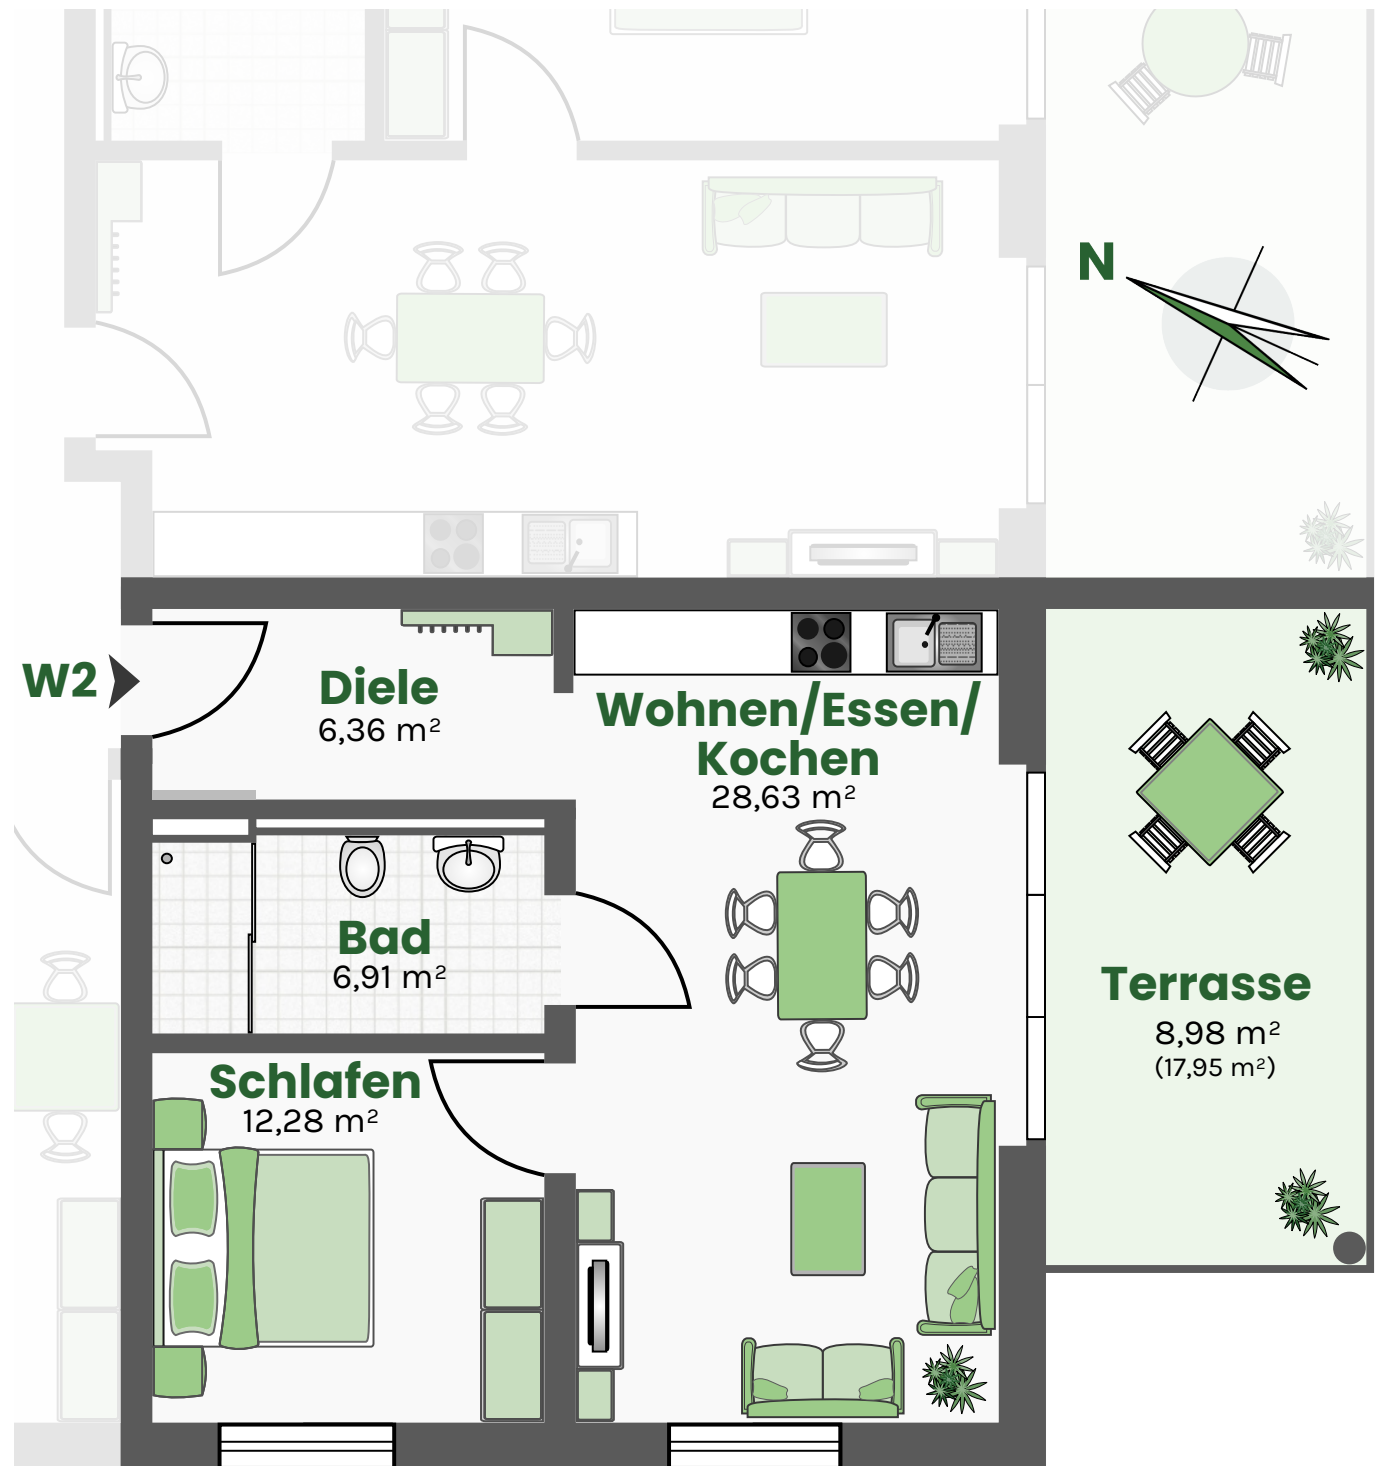 N
W2
Diele
6,36 m²
Wohnen/Essen/
Kochen
28,63 m²
Bad
6,91 m²
Terrasse
8,98 m²
(17,95 m²)
Schlafen
12,28 m²